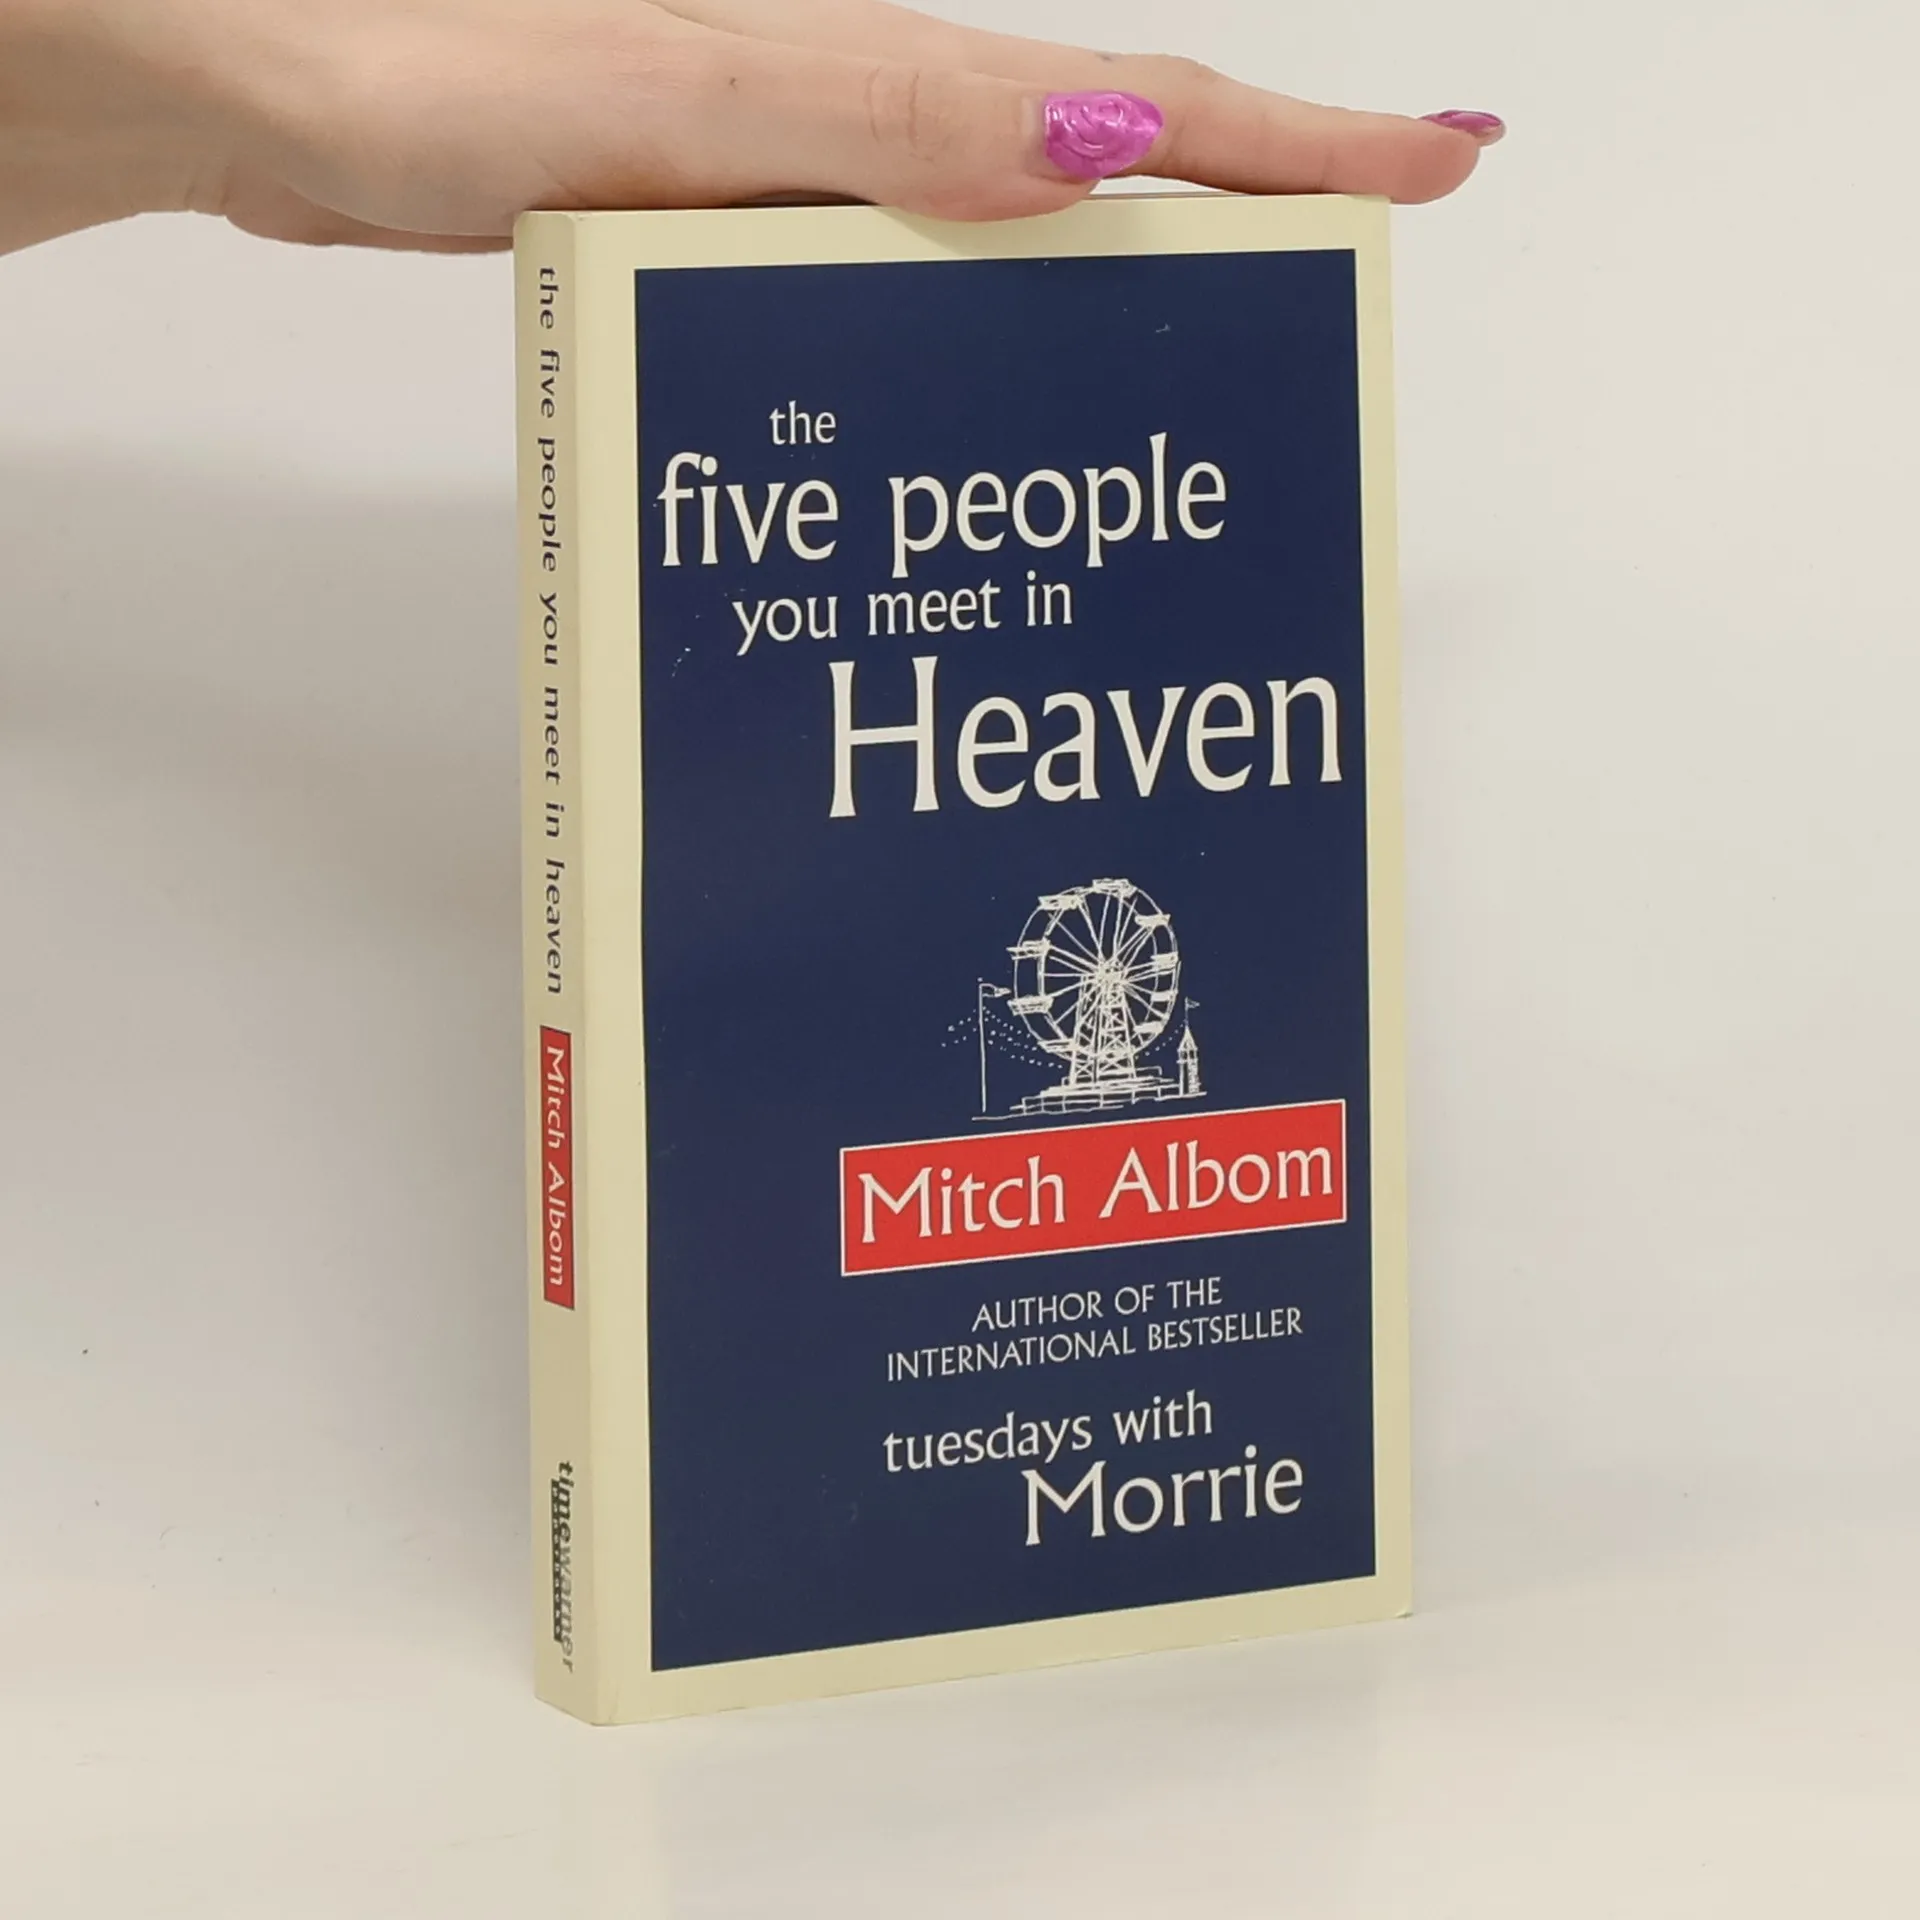 the five people you meet in heaven
Mitch Albom
timewarner
paperbacks
the
five people
you meet in
Heaven
Mitch Albom
AUTHOR OF THE
INTERNATIONAL BESTSELLER
tuesdays with
Morrie